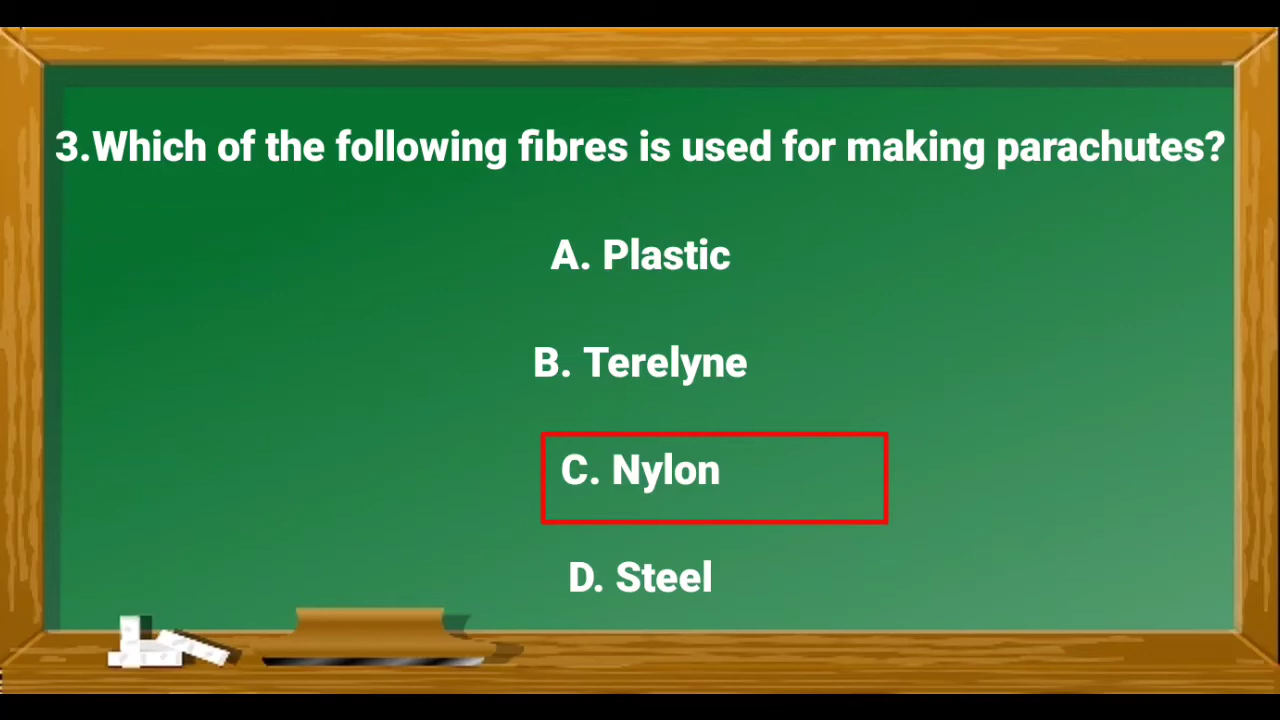 3.Which of the following fibres is used for making parachutes?
A. Plastic
B. Terelyne
C. Nylon
D. Steel